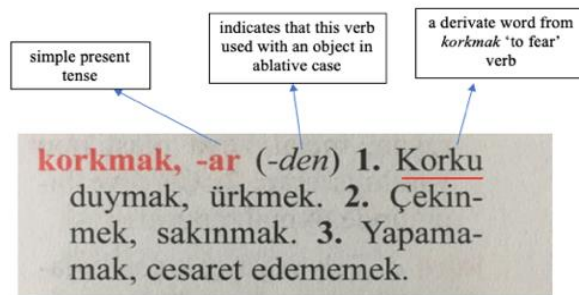 simple present
tense
indicates that this verb
used with an object in
ablative case
a derivate word from
korkmak ‘to fear’
verb
korkmak, -ar (-den) 1. Korku
duymak, ürkmek. 2. Çekin-
mek, sakınmak. 3. Yapama-
mak, cesaret edememek.